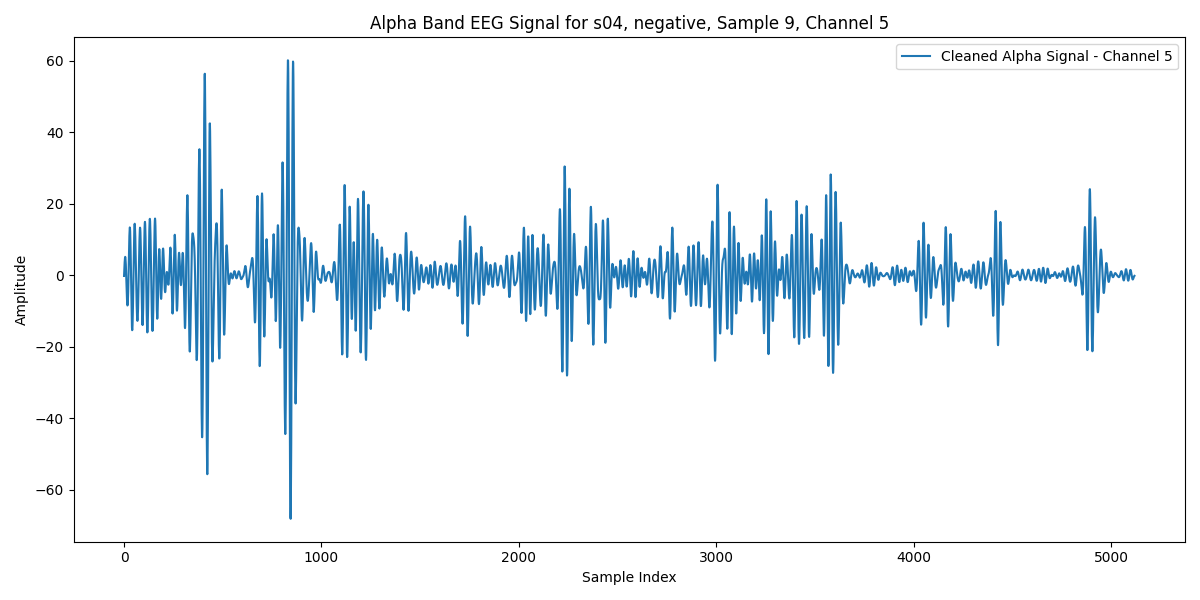 Alpha Band EEG Signal for s04, negative, Sample 9, Channel 5
Cleaned Alpha Signal - Channel 5
60
40
20
0
−20
−40
−60
Amplitude
0 1000 2000 3000 4000 5000
Sample Index